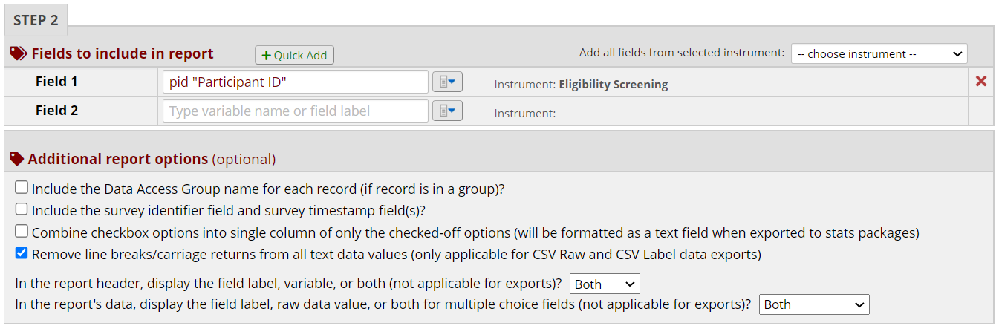 STEP 2
Fields to include in report
+ Quick Add
Add all fields from selected instrument:
-- choose instrument --
Field 1
pid "Participant ID"
Instrument: Eligibility Screening
Field 2
Type variable name or field label
Instrument:
Additional report options (optional)
Include the Data Access Group name for each record (if record is in a group)?
Include the survey identifier field and survey timestamp field(s)?
Combine checkbox options into single column of only the checked-off options (will be formatted as a text field when exported to stats packages)
Remove line breaks/carriage returns from all text data values (only applicable for CSV Raw and CSV Label data exports)
In the report header, display the field label, variable, or both (not applicable for exports)? Both
In the report's data, display the field label, raw data value, or both for multiple choice fields (not applicable for exports)? Both